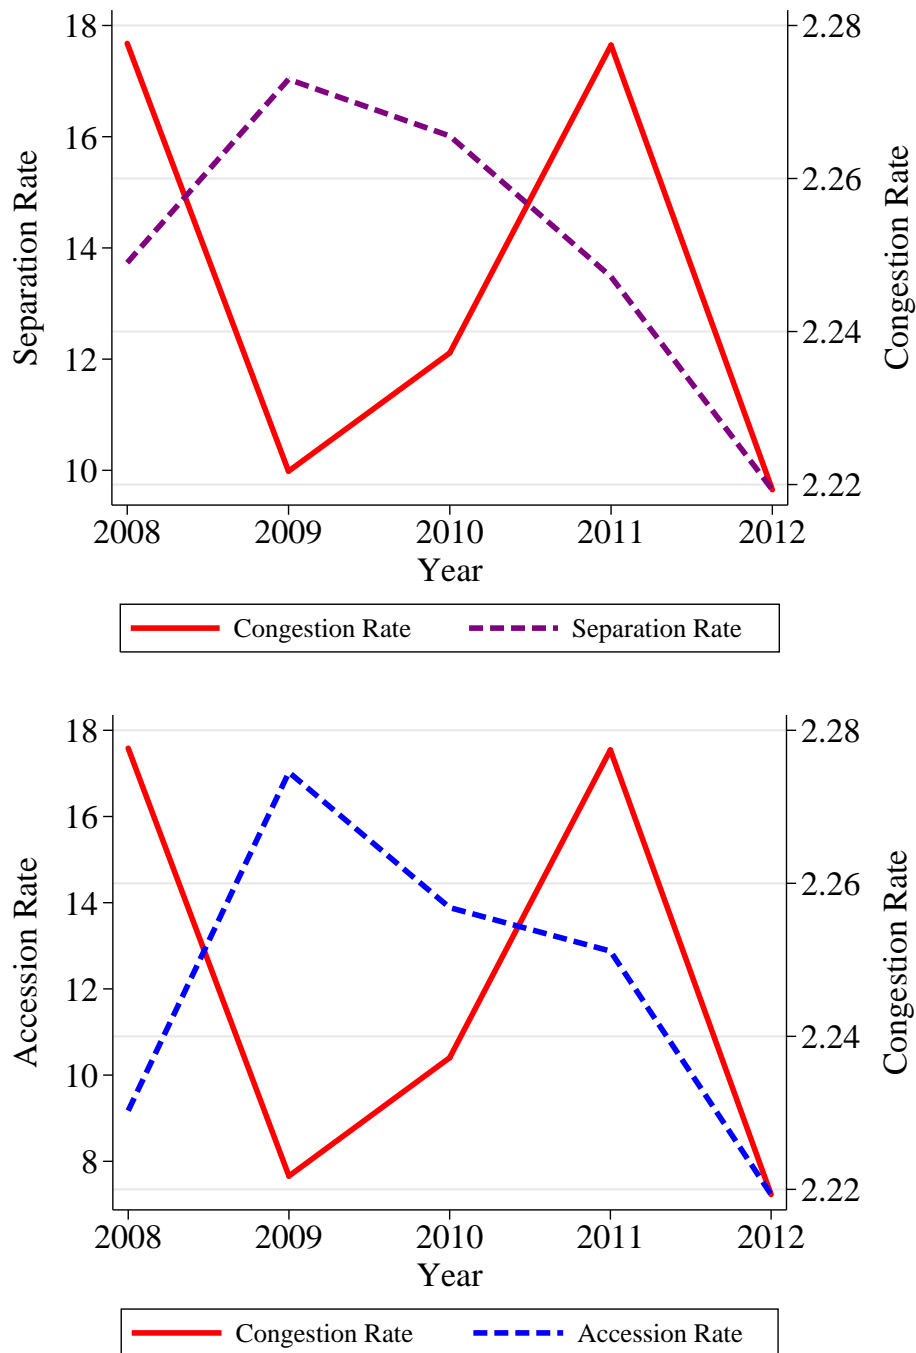 18
16
14
12
10
Separation Rate
2.28
2.26
2.24
2.22
Congestion Rate
2008 2009 2010 2011 2012
Year
Congestion Rate Separation Rate
18
16
14
12
10
8
Accession Rate
2.28
2.26
2.24
2.22
Congestion Rate
2008 2009 2010 2011 2012
Year
Congestion Rate Accession Rate